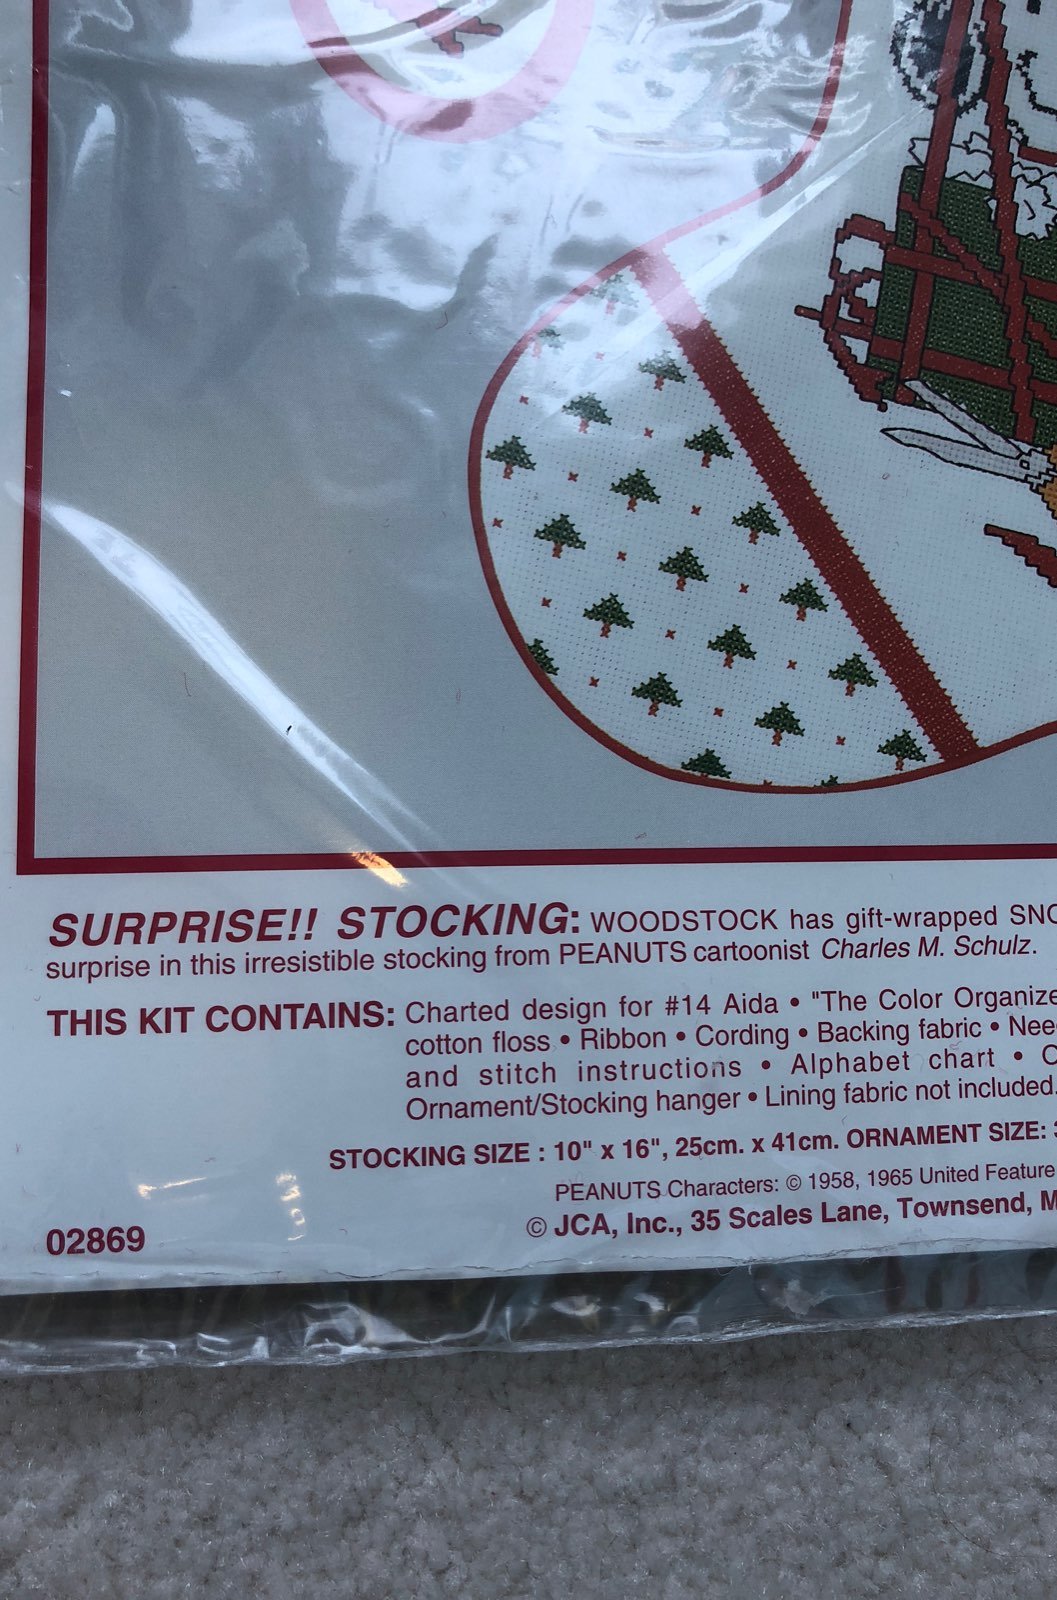 SURPRISE!! STOCKING: WOODSTOCK has gift-wrapped
surprise in this irresistible stocking from PEANUTS cartoonist Charles M. Schulz.
THIS KIT CONTAINS: Charted design for #14 Aida • "The Color
cotton floss • Ribbon • Cording • Backing fabric •
and stitch instructions • Alphabet chart •
Ornament/Stocking hanger • Lining fabric not included.
STOCKING SIZE : 10" x 16", 25cm. x 41cm. ORNAMENT SIZE:
PEANUTS Characters: © 1958, 1965 United Feature
© JCA, Inc., 35 Scales Lane, Townsend,
02869